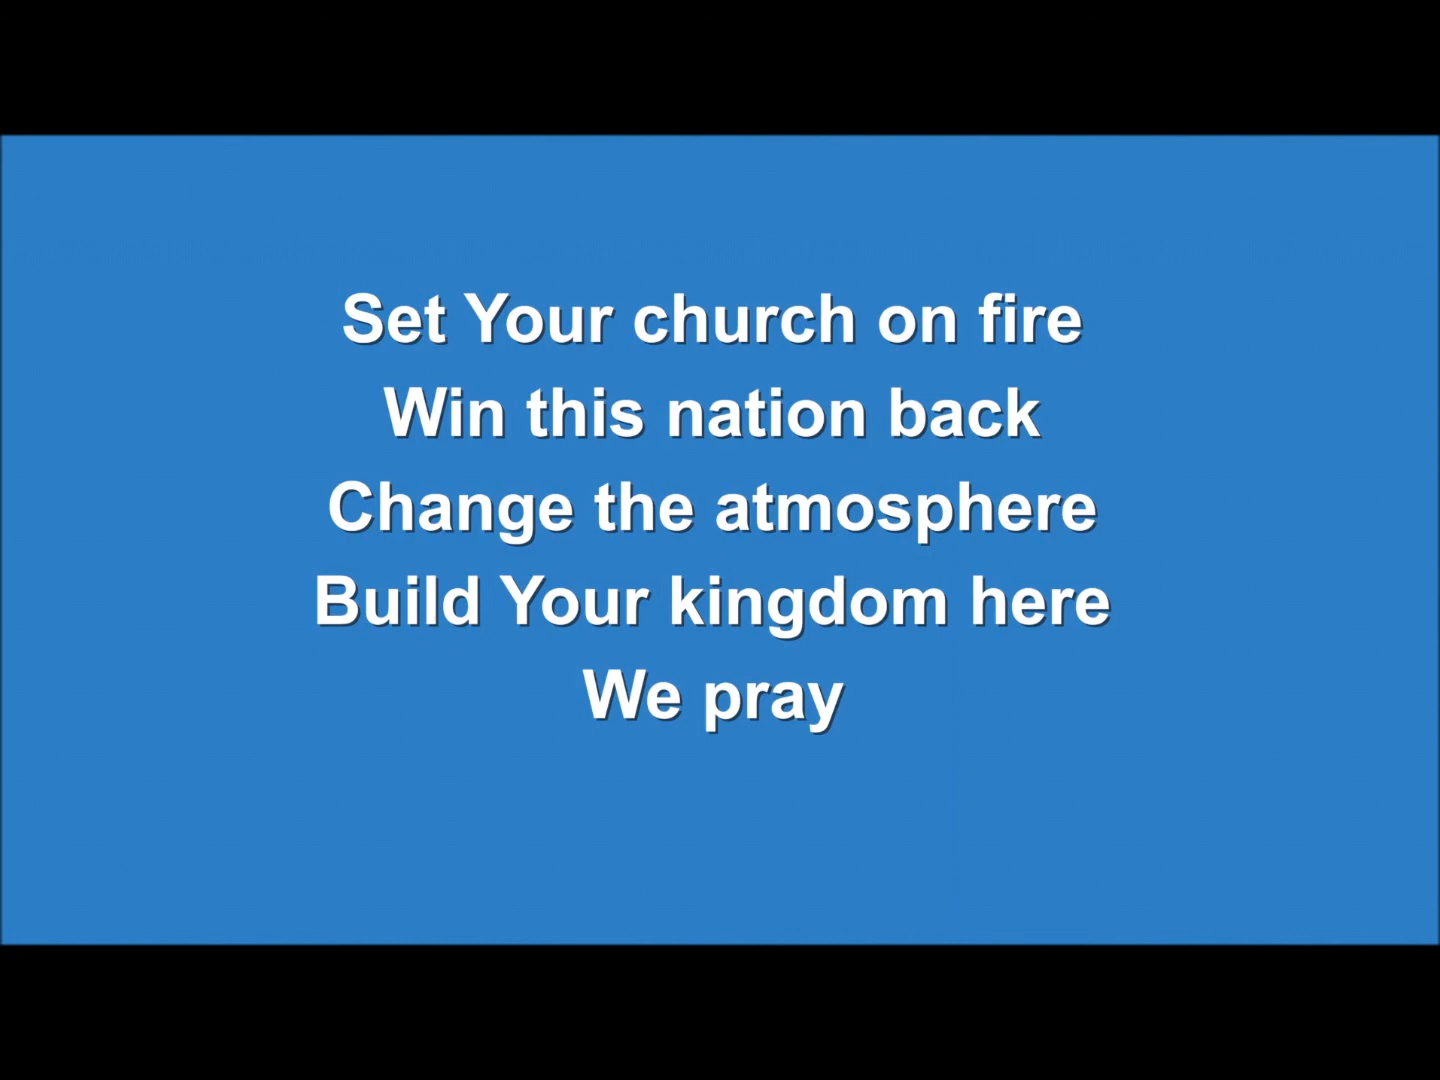 Set Your church on fire
Win this nation back
Change the atmosphere
Build Your kingdom here
We pray